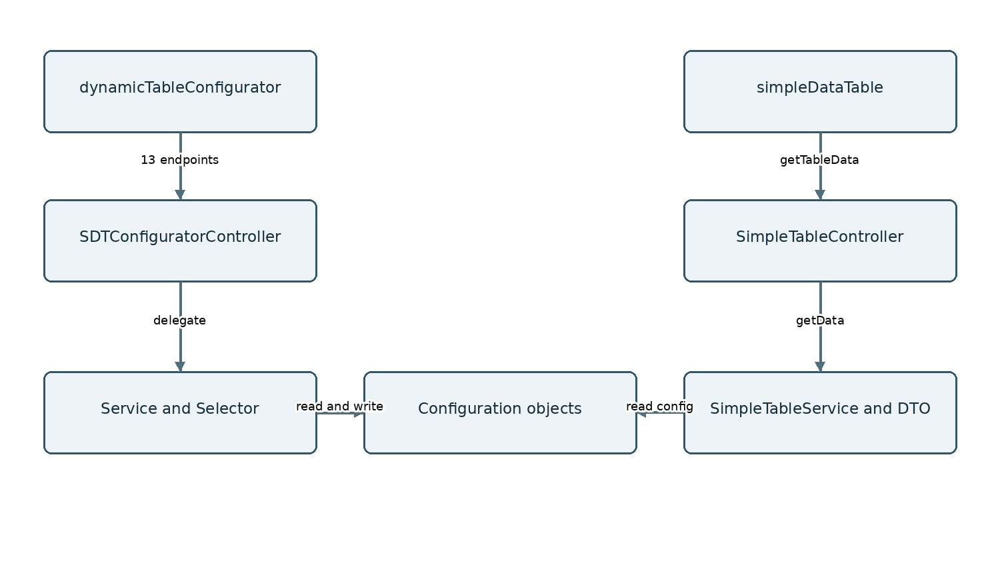 dynamicTableConfigurator
simpleDataTable
13 endpoints
getTableData
SDTConfiguratorController
SimpleTableController
delegate
getData
Service and Selector
read and write
Configuration objects
read config
SimpleTableService and DTO